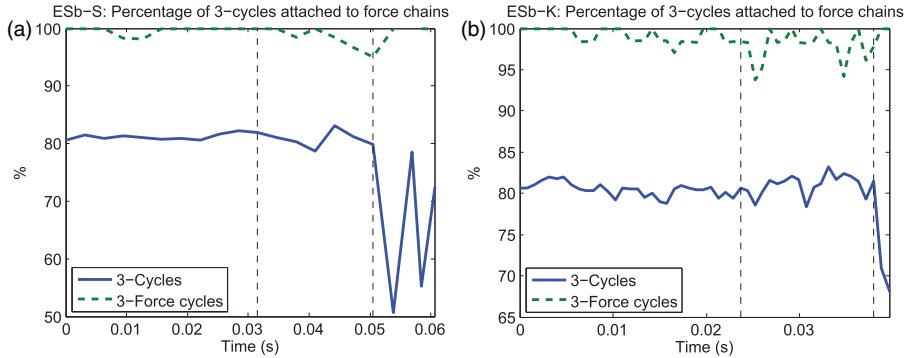 ESb−S: Percentage of 3−cycles attached to force chains
(a)
100
90
80
70
60
50
%
0
0.01
0.02
0.03
0.04
0.05
0.06
Time (s)
3−Cycles
3−Force cycles
ESb−K: Percentage of 3−cycles attached to force chains
(b)
100
95
90
85
80
75
70
65
%
0
0.01
0.02
0.03
Time (s)
3−Cycles
3−Force cycles